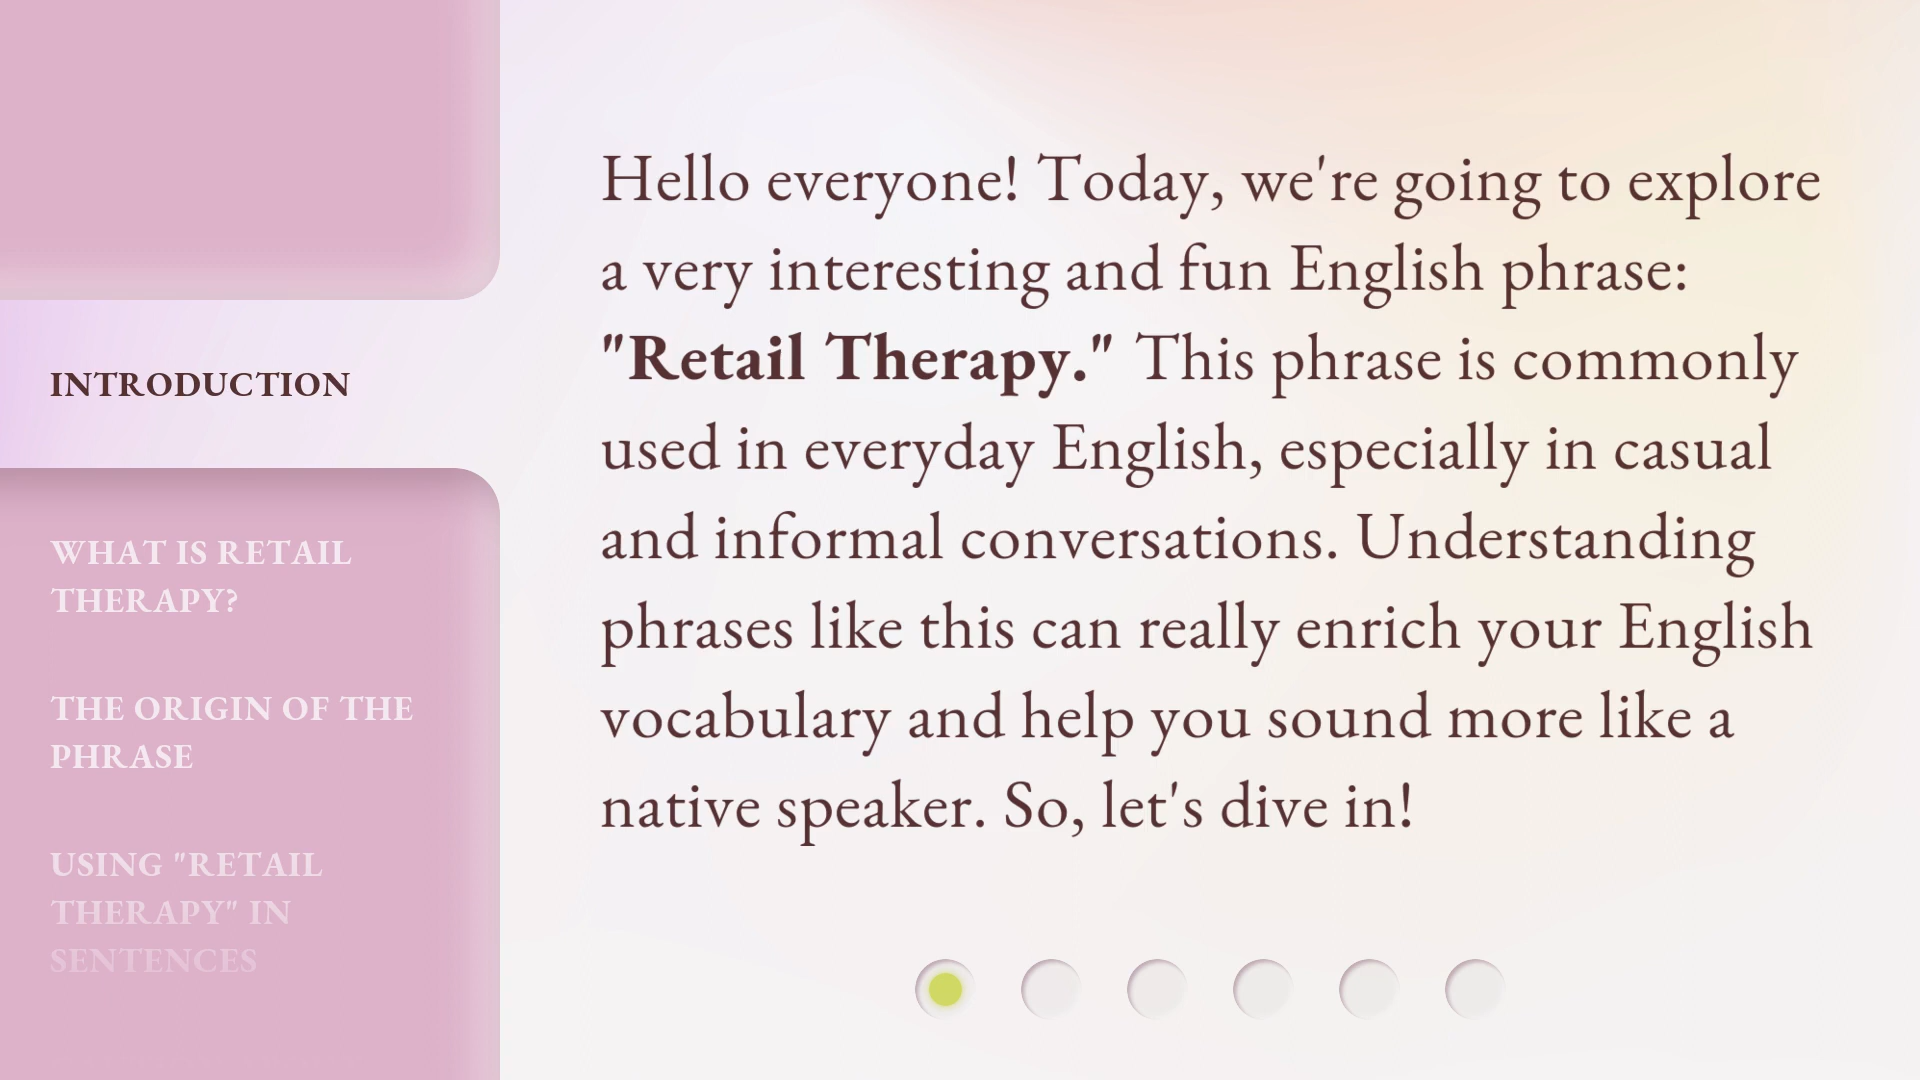 INTRODUCTION
WHAT IS RETAIL
THERAPY?
THE ORIGIN OF THE
PHRASE
USING "RETAIL
THERAPY" IN
SENTENCES
Hello everyone! Today, we're going to explore
a very interesting and fun English phrase:
"Retail Therapy." This phrase is commonly
used in everyday English, especially in casual
and informal conversations. Understanding
phrases like this can really enrich your English
vocabulary and help you sound more like a
native speaker. So, let's dive in!